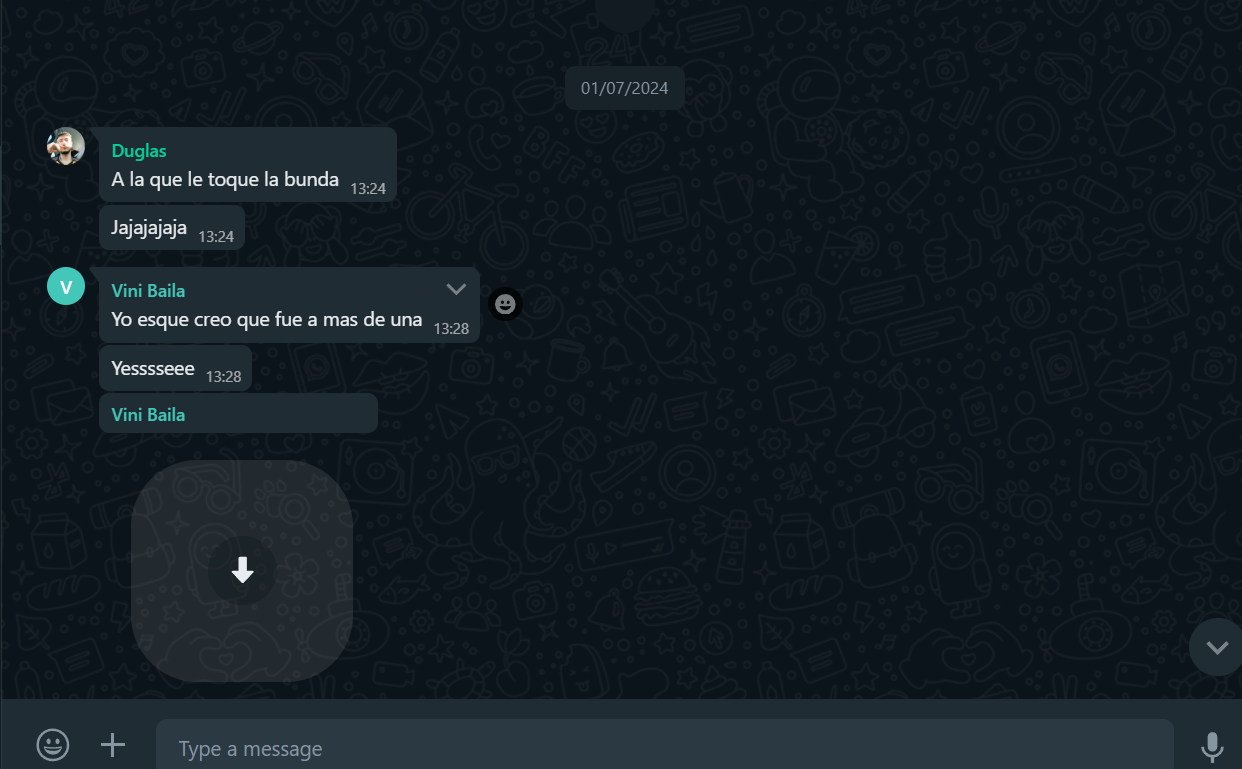 01/07/2024
Duglas
A la que le toque la bunda 13:24
Jajajajaja 13:24
V
Vini Baila
Yo esque creo que fue a mas de una 13:28
Yesssseee 13:28
Vini Baila
Type a message